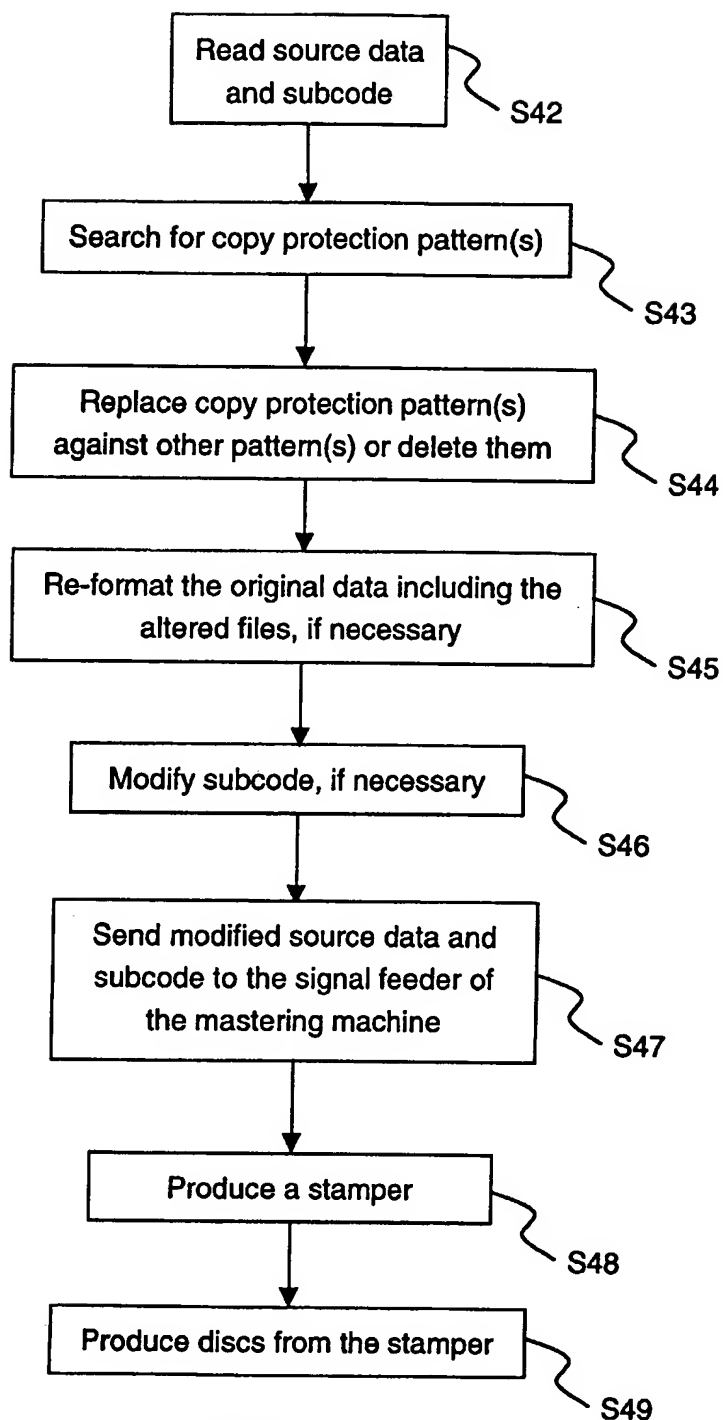 Read source data
and subcode
S42
Search for copy protection pattern(s)
S43
Replace copy protection pattern(s)
against other pattern(s) or delete them
S44
Re-format the original data including the
altered files, if necessary
S45
Modify subcode, if necessary
S46
Send modified source data and
subcode to the signal feeder of
the mastering machine
S47
Produce a stamper
S48
Produce discs from the stamper
S49